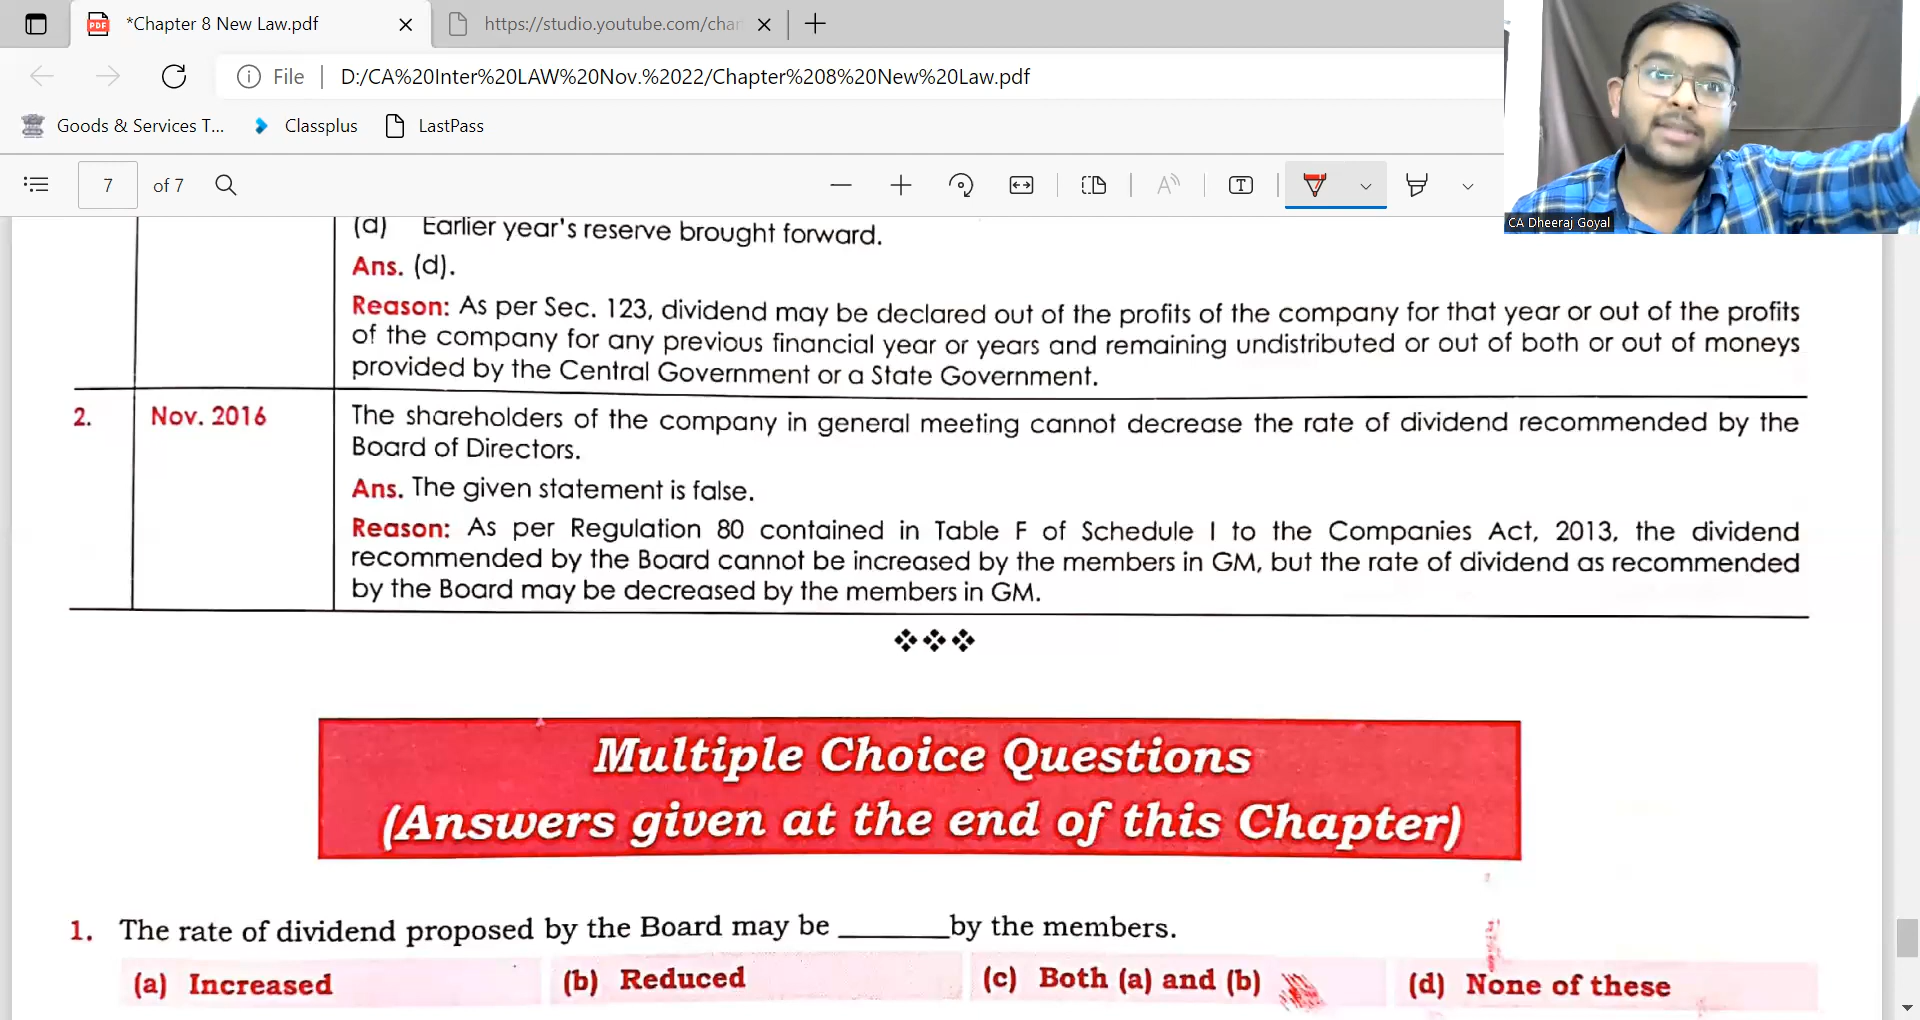 *Chapter 8 New Law.pdf
https://studio.youtube.com/char
File
D:/CA%20Inter%20LAW%20Nov.%2022/Chapter%208%20New%20Law.pdf
Goods & Services T...
Classplus
LastPass
7 of 7
CA Dheeraj Goyal
(d) Earlier year's reserve brought forward.
Ans. (d).
Reason: As per Sec. 123, dividend may be declared out of the profits of the company for that year or out of the profits
of the company for any previous financial year or years and remaining undistributed or out of both or out of moneys
provided by the Central Government or a State Government.
2. Nov. 2016 The shareholders of the company in general meeting cannot decrease the rate of dividend recommended by the
Board of Directors.
Ans. The given statement is false.
Reason: As per Regulation 80 contained in Table F of Schedule I to the Companies Act, 2013, the dividend
recommended by the Board cannot be increased by the members in GM, but the rate of dividend as recommended
by the Board may be decreased by the members in GM.
Multiple Choice Questions
(Answers given at the end of this Chapter)
1. The rate of dividend proposed by the Board may be _______by the members.
(a) Increased (b) Reduced (c) Both (a) and (b) (d) None of these